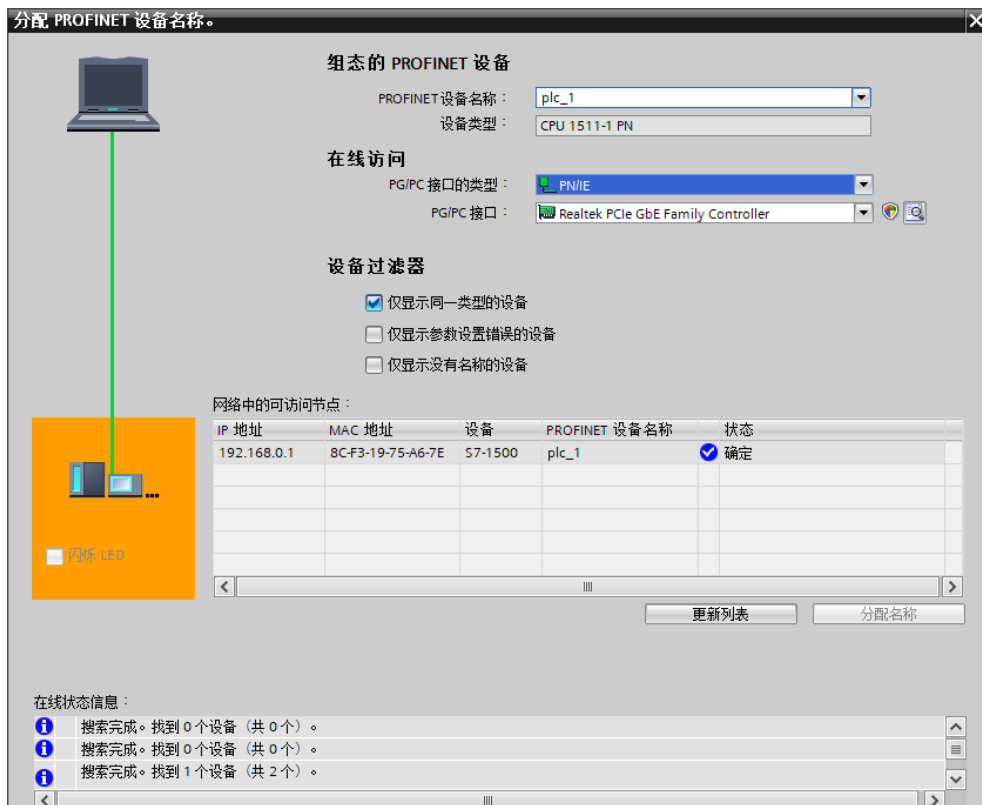 分配 PROFINET 设备名称。
组态的 PROFINET 设备
PROFINET设备名称： plc_1
设备类型： CPU 1511-1 PN
在线访问
PG/PC 接口的类型： PN/IE
PG/PC 接口： Realtek PCIe GbE Family Controller
设备过滤器
仅显示同一类型的设备
仅显示参数设置错误的设备
仅显示没有名称的设备
网络中的可访问节点：
IP 地址 MAC 地址 设备 PROFINET 设备名称 状态
192.168.0.1 8C-F3-19-75-A6-7E S7-1500 plc_1 确定
闪烁 LED
更新列表 分配名称
在线状态信息：
搜索完成。找到 0 个设备（共 0 个）。
搜索完成。找到 0 个设备（共 0 个）。
搜索完成。找到 1 个设备（共 2 个）。